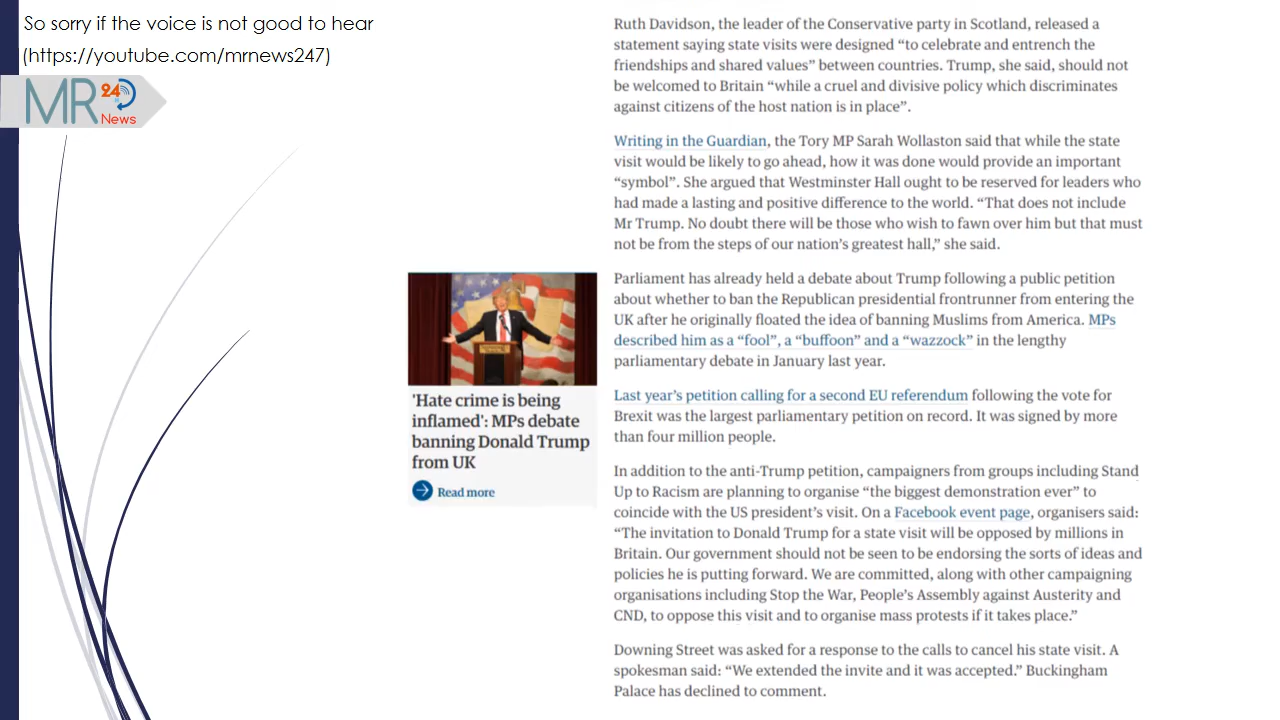 So sorry if the voice is not good to hear
(https://youtube.com/mrnews247)
MR 24
News
Ruth Davidson, the leader of the Conservative party in Scotland, released a
statement saying state visits were designed “to celebrate and entrench the
friendships and shared values” between countries. Trump, she said, should not
be welcomed to Britain “while a cruel and divisive policy which discriminates
against citizens of the host nation is in place”.
Writing in the Guardian, the Tory MP Sarah Wollaston said that while the state
visit would be likely to go ahead, how it was done would provide an important
“symbol”. She argued that Westminster Hall ought to be reserved for leaders who
had made a lasting and positive difference to the world. “That does not include
Mr Trump. No doubt there will be those who wish to fawn over him but that must
not be from the steps of our nation’s greatest hall,” she said.
'Hate crime is being
inflamed': MPs debate
banning Donald Trump
from UK
Read more
Parliament has already held a debate about Trump following a public petition
about whether to ban the Republican presidential frontrunner from entering the
UK after he originally floated the idea of banning Muslims from America. MPs
described him as a “fool”, a “buffoon” and a “wazzock” in the lengthy
parliamentary debate in January last year.
Last year’s petition calling for a second EU referendum following the vote for
Brexit was the largest parliamentary petition on record. It was signed by more
than four million people.
In addition to the anti-Trump petition, campaigners from groups including Stand
Up to Racism are planning to organise “the biggest demonstration ever” to
coincide with the US president’s visit. On a Facebook event page, organisers said:
“The invitation to Donald Trump for a state visit will be opposed by millions in
Britain. Our government should not be seen to be endorsing the sorts of ideas and
policies he is putting forward. We are committed, along with other campaigning
organisations including Stop the War, People’s Assembly against Austerity and
CND, to oppose this visit and to organise mass protests if it takes place.”
Downing Street was asked for a response to the calls to cancel his state visit. A
spokesman said: “We extended the invite and it was accepted.” Buckingham
Palace has declined to comment.